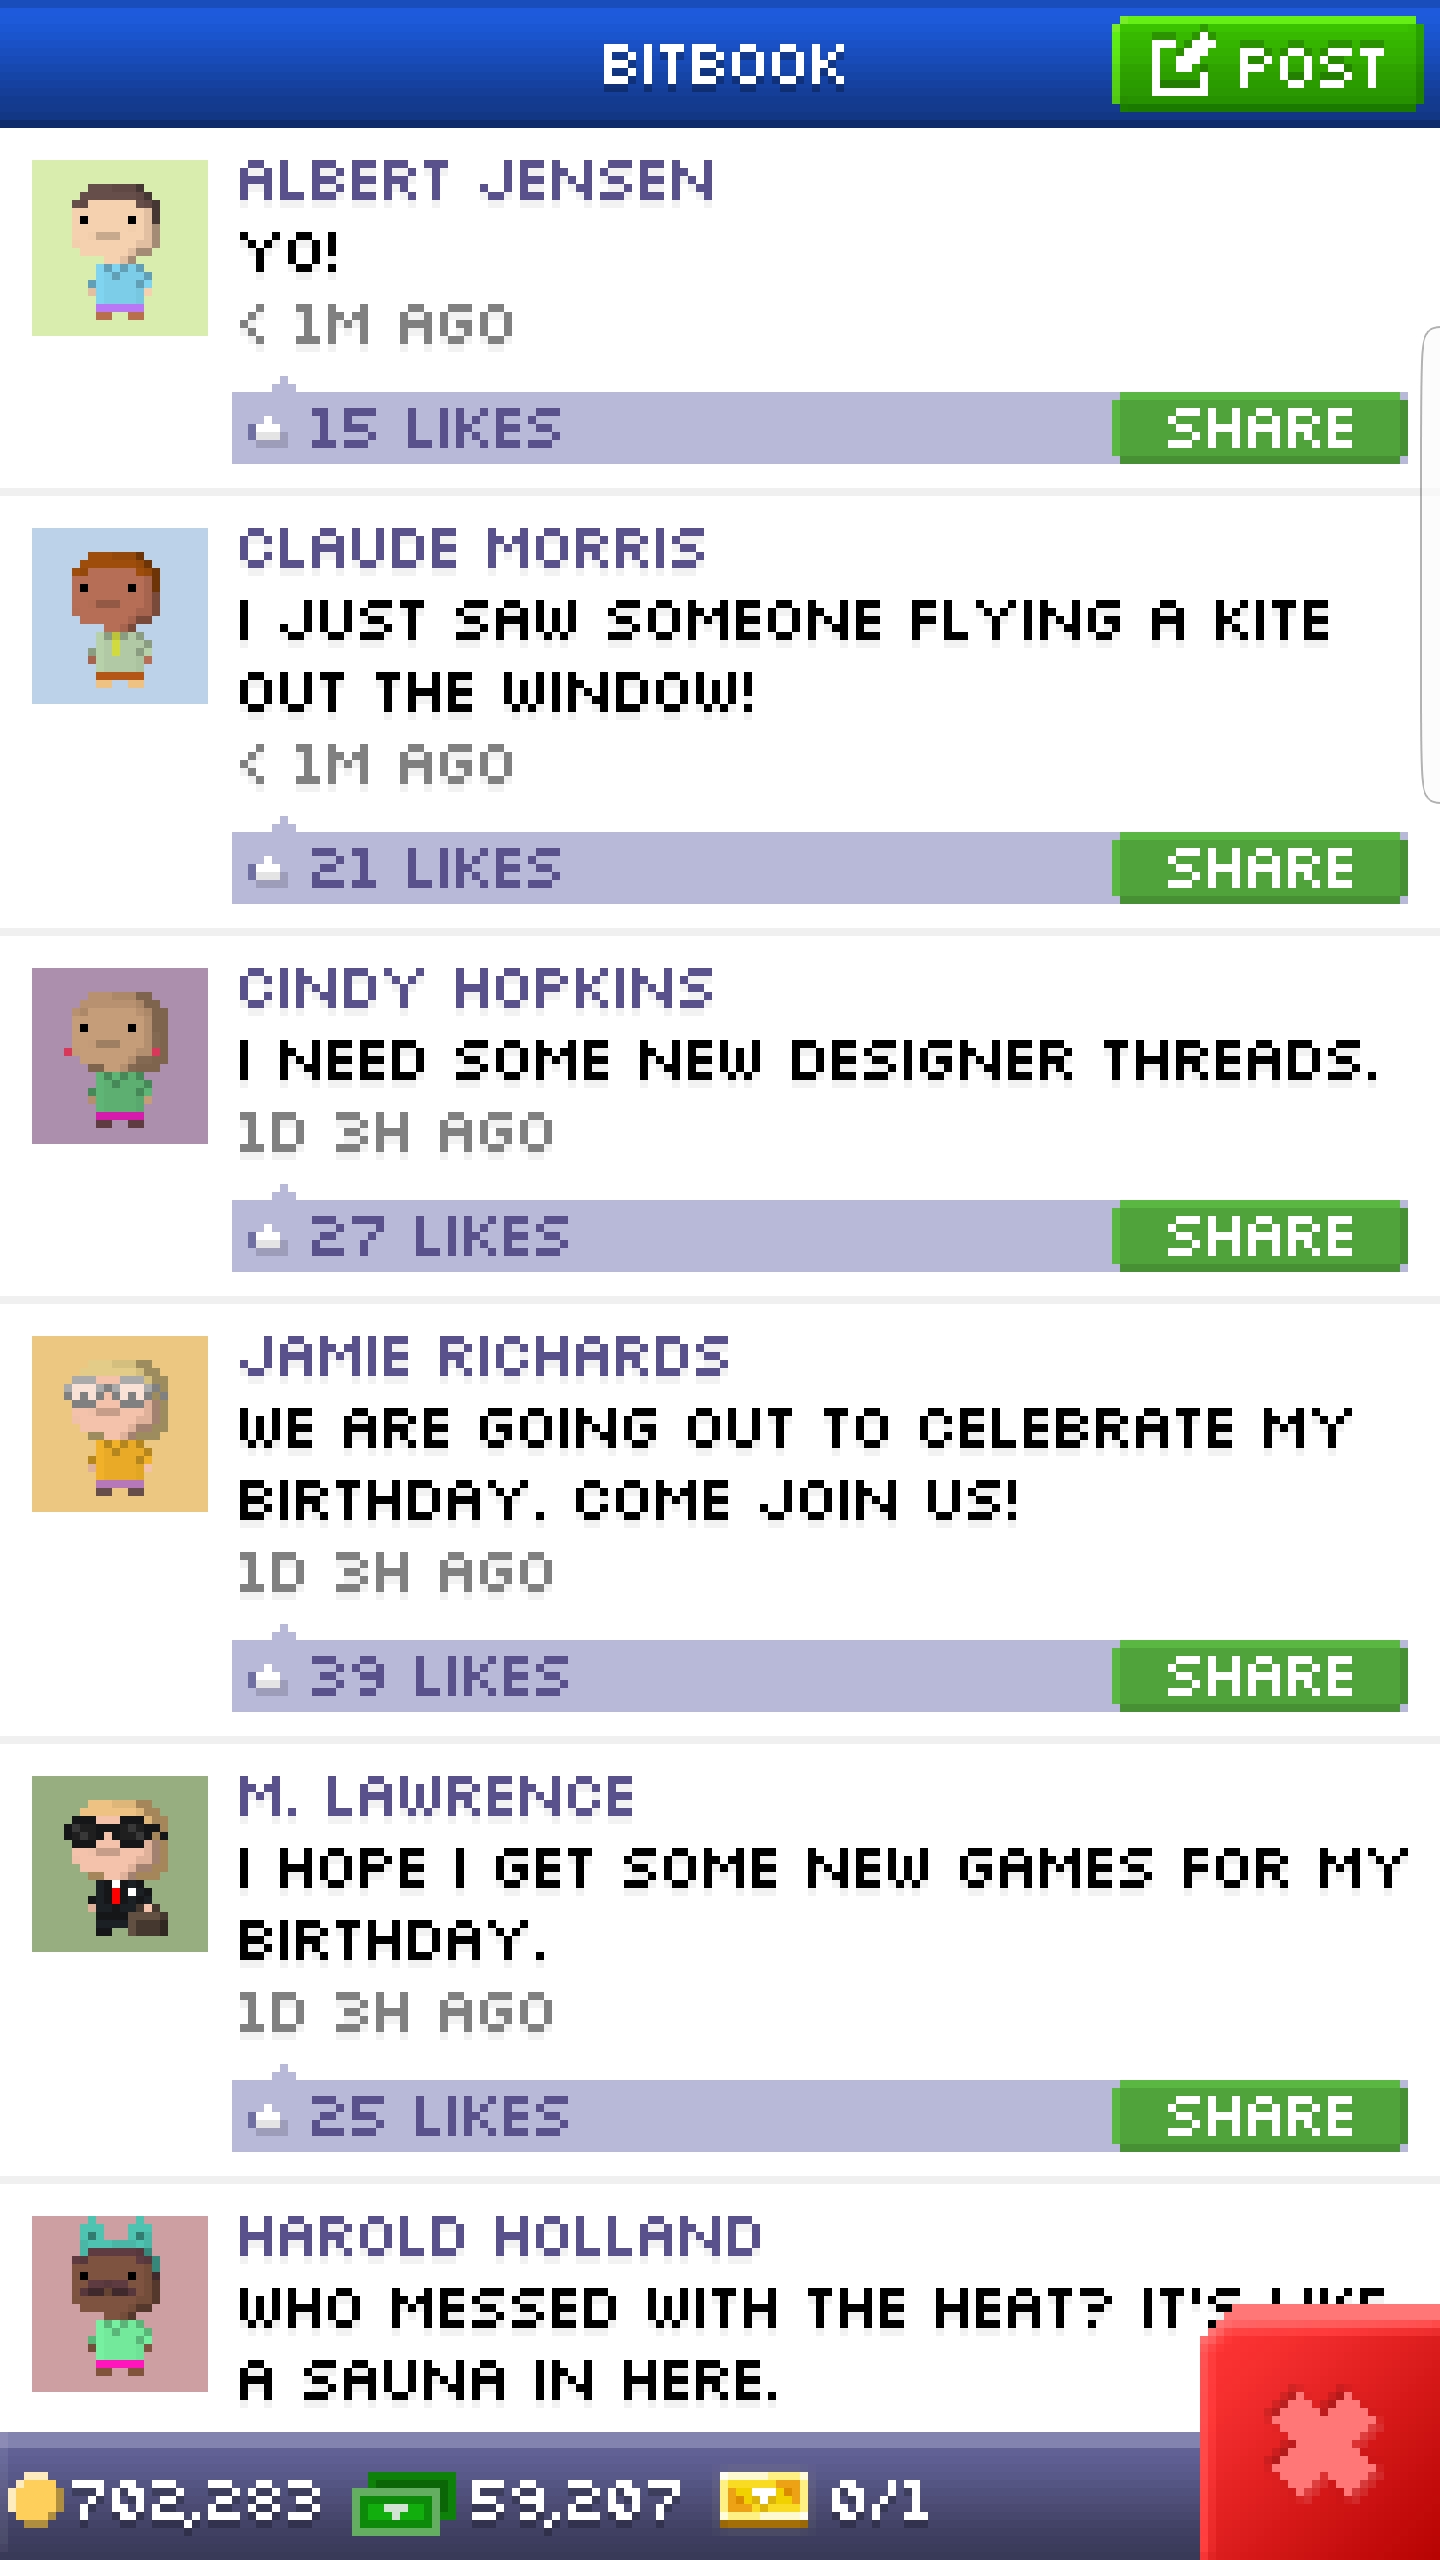 BITBOOK
POST
ALBERT JENSEN
YO!
< 1M AGO
15 LIKES
SHARE
CLAUDE MORRIS
I JUST SAW SOMEONE FLYING A KITE
OUT THE WINDOW!
< 1M AGO
21 LIKES
SHARE
CINDY HOPKINS
I NEED SOME NEW DESIGNER THREADS.
1D 3H AGO
27 LIKES
SHARE
JAMIE RICHARDS
WE ARE GOING OUT TO CELEBRATE MY
BIRTHDAY. COME JOIN US!
1D 3H AGO
39 LIKES
SHARE
M. LAWRENCE
I HOPE I GET SOME NEW GAMES FOR MY
BIRTHDAY.
1D 3H AGO
25 LIKES
SHARE
HAROLD HOLLAND
WHO MESSED WITH THE HEAT? IT'S LIKE
A SAUNA IN HERE.
702,283
59,207
0/1